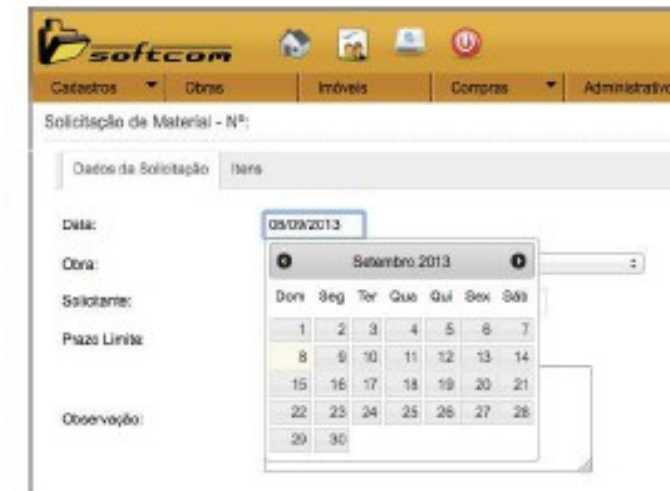 softcom
Cadastros Obras Imóveis Compras Administrativo
Solicitação de Material - Nº:
Dados da Solicitação Itens
Data: 08/09/2013
Obra:
Setembro 2013
Solicitante:
Dom Seg Ter Qua Qui Sex Sáb
Prazo Limite:
1 2 3 4 5 6 7
8 9 10 11 12 13 14
15 16 17 18 19 20 21
Observação:
22 23 24 25 26 27 28
29 30